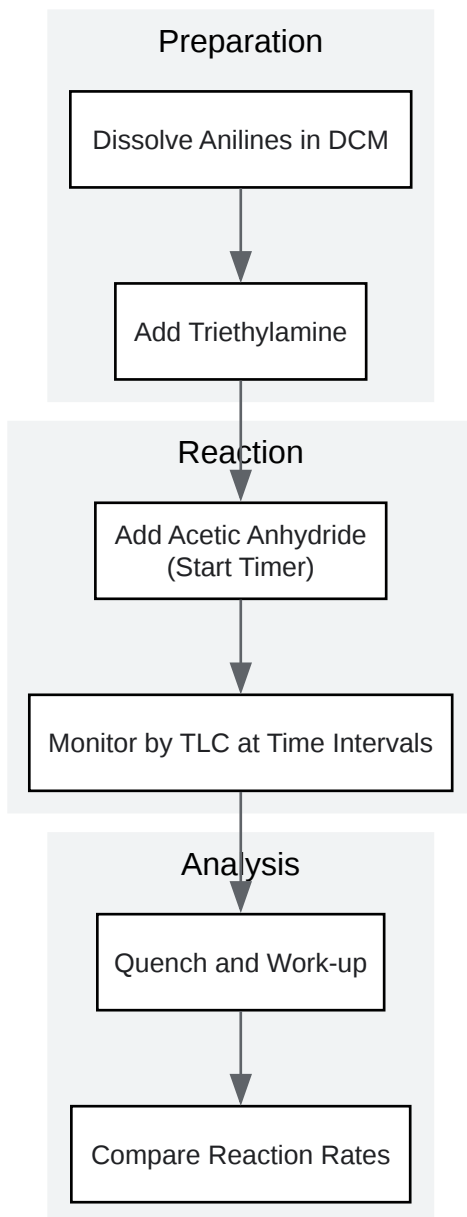 Preparation
Dissolve Anilines in DCM
Add Triethylamine
Reaction
Add Acetic Anhydride
(Start Timer)
Monitor by TLC at Time Intervals
Analysis
Quench and Work-up
Compare Reaction Rates